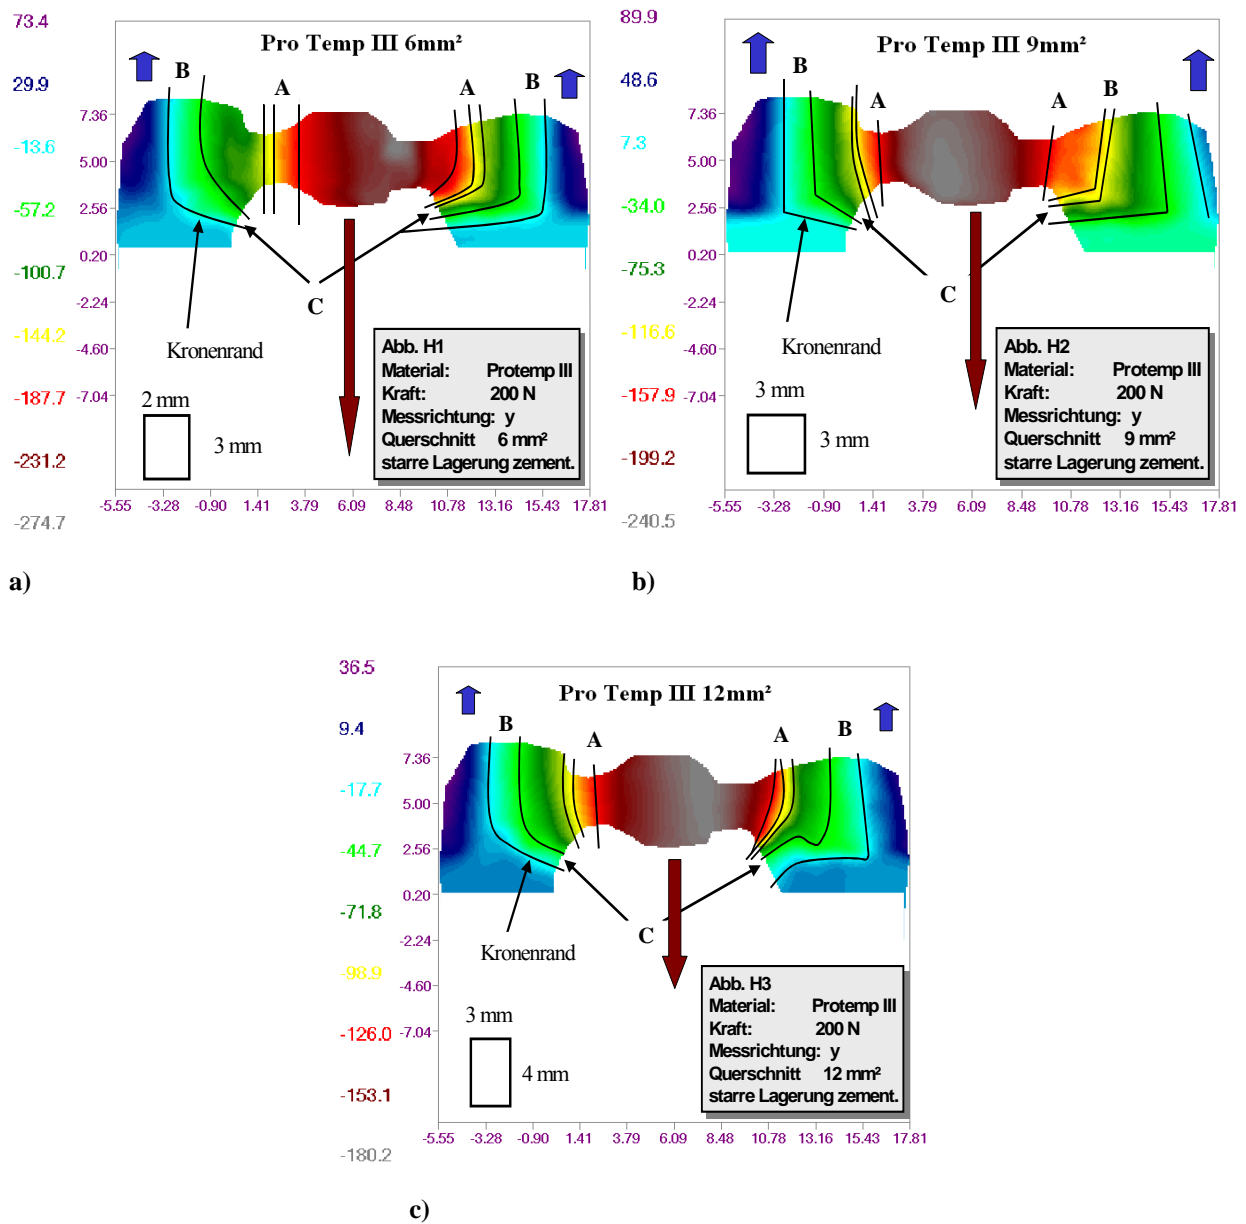 73.4
29.9
-13.6
-57.2
-100.7
-144.2
-187.7
-231.2
-274.7
Pro Temp III 6mm²
B
A
A
B
7.36
5.00
2.56
0.20
-2.24
-4.60
-7.04
C
Kronenrand
2 mm
3 mm
Abb. H1
Material: Protemp III
Kraft: 200 N
Messrichtung: y
Querschnitt 6 mm²
starre Lagerung zement.
-5.55 -3.28 -0.90 1.41 3.79 6.09 8.48 10.78 13.16 15.43 17.81
a)
89.9
48.6
7.3
-34.0
-75.3
-116.6
-157.9
-199.2
-240.5
Pro Temp III 9mm²
B
A
A
B
7.36
5.00
2.56
0.20
-2.24
-4.60
-7.04
C
Kronenrand
3 mm
3 mm
Abb. H2
Material: Protemp III
Kraft: 200 N
Messrichtung: y
Querschnitt 9 mm²
starre Lagerung zement.
-5.55 -3.28 -0.90 1.41 3.79 6.09 8.48 10.78 13.16 15.43 17.81
b)
36.5
9.4
-17.7
-44.7
-71.8
-98.9
-126.0
-153.1
-180.2
Pro Temp III 12mm²
B
A
A
B
7.36
5.00
2.56
0.20
-2.24
-4.60
-7.04
C
Kronenrand
3 mm
4 mm
Abb. H3
Material: Protemp III
Kraft: 200 N
Messrichtung: y
Querschnitt 12 mm²
starre Lagerung zement.
-5.55 -3.28 -0.90 1.41 3.79 6.09 8.48 10.78 13.16 15.43 17.81
c)